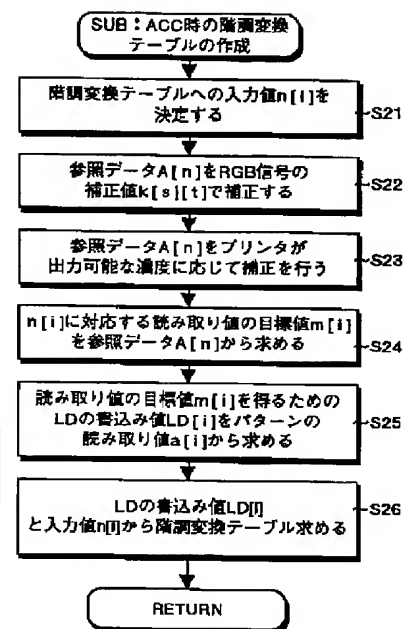 SUB：ACC時の階調変換
テーブルの作成
階調変換テーブルへの入力値n[i]を
決定する
S21
参照データA[n]をRGB信号の
補正値k[s][t]で補正する
S22
参照データA[n]をプリンタが
出力可能な濃度に応じて補正を行う
S23
n[i]に対応する読み取り値の目標値m[i]
を参照データA[n]から求める
S24
読み取り値の目標値m[i]を得るための
LDの書込み値LD[i]をパターンの
読み取り値a[i]から求める
S25
LDの書込み値LD[i]
と入力値n[i]から階調変換テーブル求める
S26
RETURN